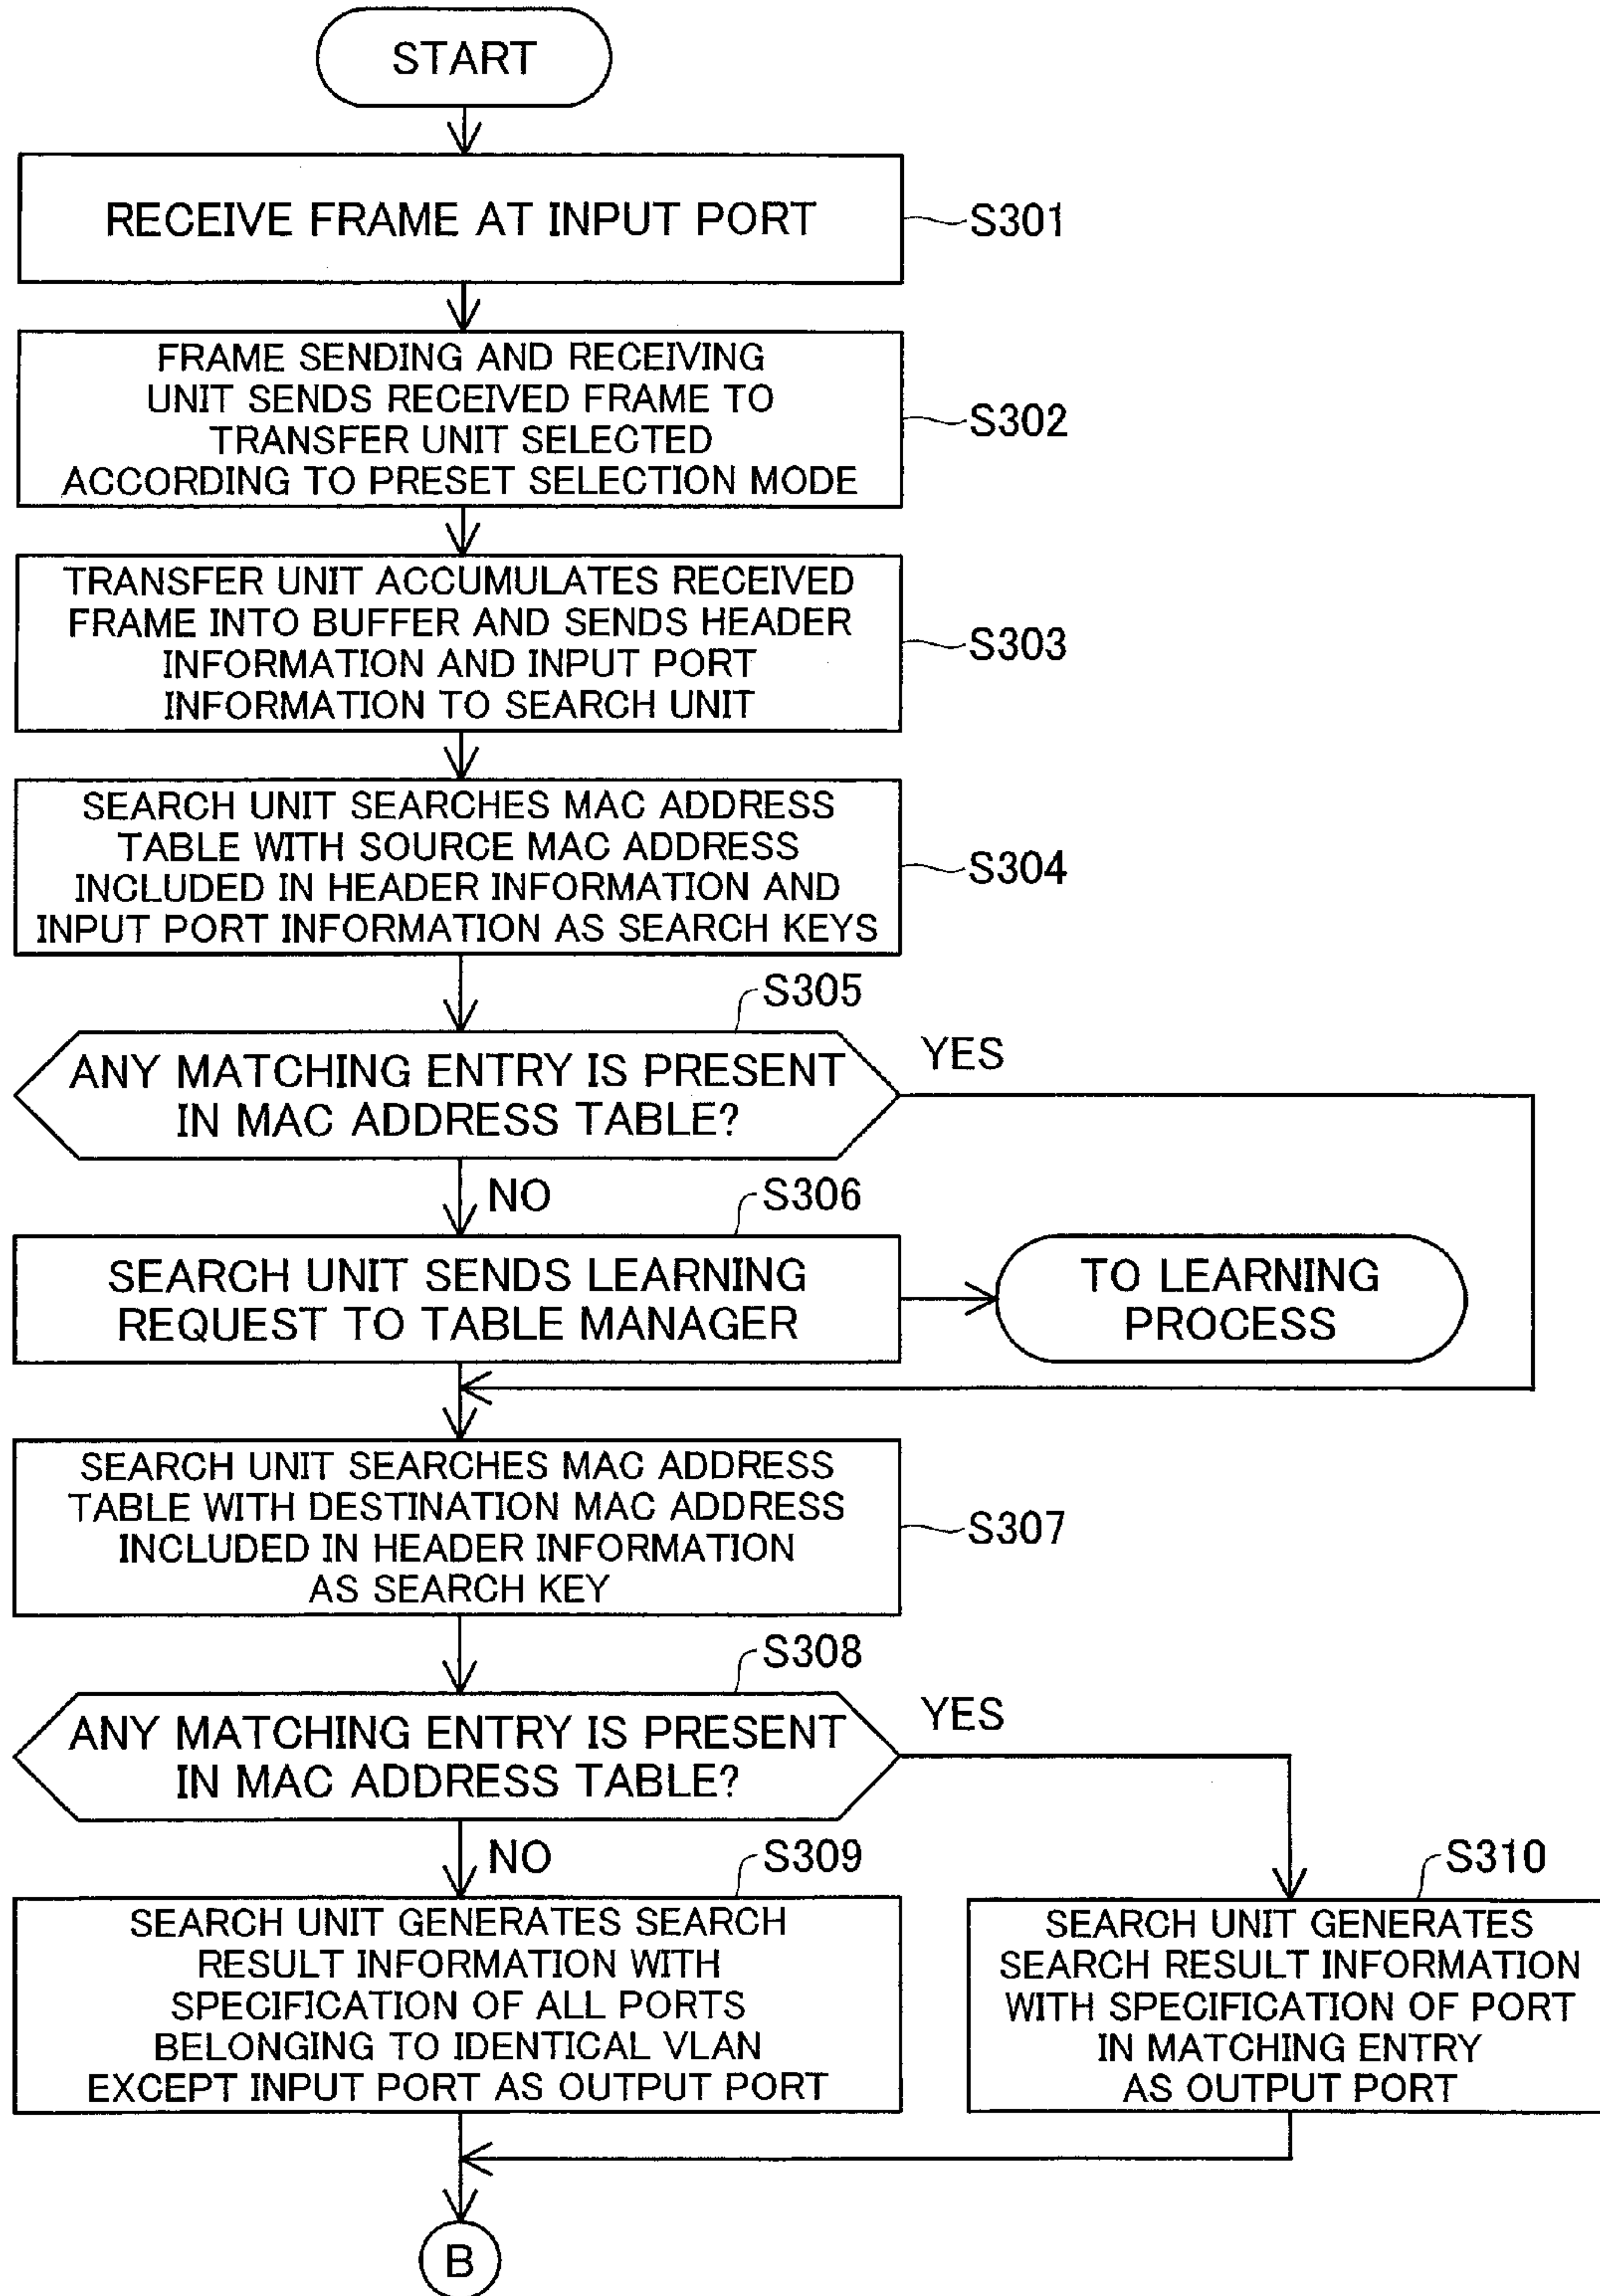 START
RECEIVE FRAME AT INPUT PORT
S301
FRAME SENDING AND RECEIVING
UNIT SENDS RECEIVED FRAME TO
TRANSFER UNIT SELECTED
ACCORDING TO PRESET SELECTION MODE
S302
TRANSFER UNIT ACCUMULATES RECEIVED
FRAME INTO BUFFER AND SENDS HEADER
INFORMATION AND INPUT PORT
INFORMATION TO SEARCH UNIT
S303
SEARCH UNIT SEARCHES MAC ADDRESS
TABLE WITH SOURCE MAC ADDRESS
INCLUDED IN HEADER INFORMATION AND
INPUT PORT INFORMATION AS SEARCH KEYS
S304
S305
ANY MATCHING ENTRY IS PRESENT
IN MAC ADDRESS TABLE?
YES
NO
S306
SEARCH UNIT SENDS LEARNING
REQUEST TO TABLE MANAGER
TO LEARNING
PROCESS
SEARCH UNIT SEARCHES MAC ADDRESS
TABLE WITH DESTINATION MAC ADDRESS
INCLUDED IN HEADER INFORMATION
AS SEARCH KEY
S307
S308
ANY MATCHING ENTRY IS PRESENT
IN MAC ADDRESS TABLE?
YES
NO
S309
SEARCH UNIT GENERATES SEARCH
RESULT INFORMATION WITH
SPECIFICATION OF ALL PORTS
BELONGING TO IDENTICAL VLAN
EXCEPT INPUT PORT AS OUTPUT PORT
S310
SEARCH UNIT GENERATES
SEARCH RESULT INFORMATION
WITH SPECIFICATION OF PORT
IN MATCHING ENTRY
AS OUTPUT PORT
B